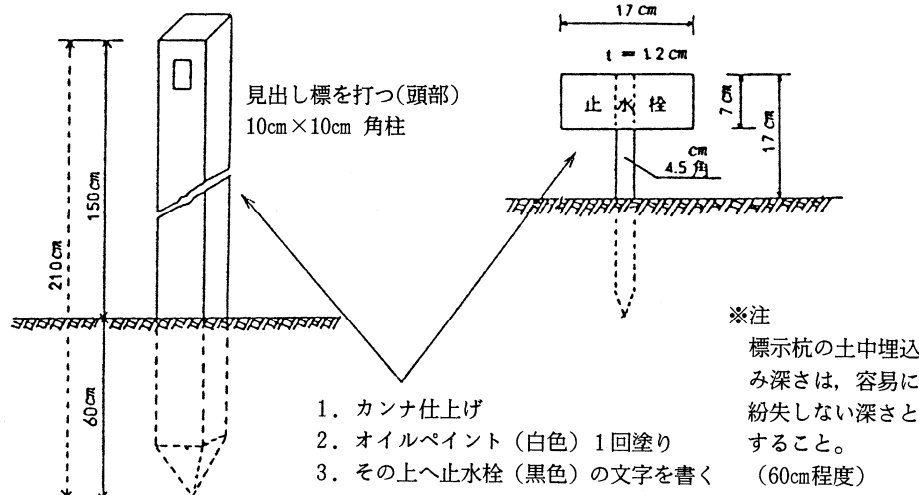 17cm
t = 1.2cm
見出し標を打つ(頭部)
10cm×10cm 角柱
止水栓
7cm
17cm
cm
4.5角
150cm
210cm
60cm
※注
標示杭の土中埋込
み深さは，容易に
紛失しない深さと
すること。
（60cm程度）
1．カンナ仕上げ
2．オイルペイント（白色）1回塗り
3．その上へ止水栓（黒色）の文字を書く